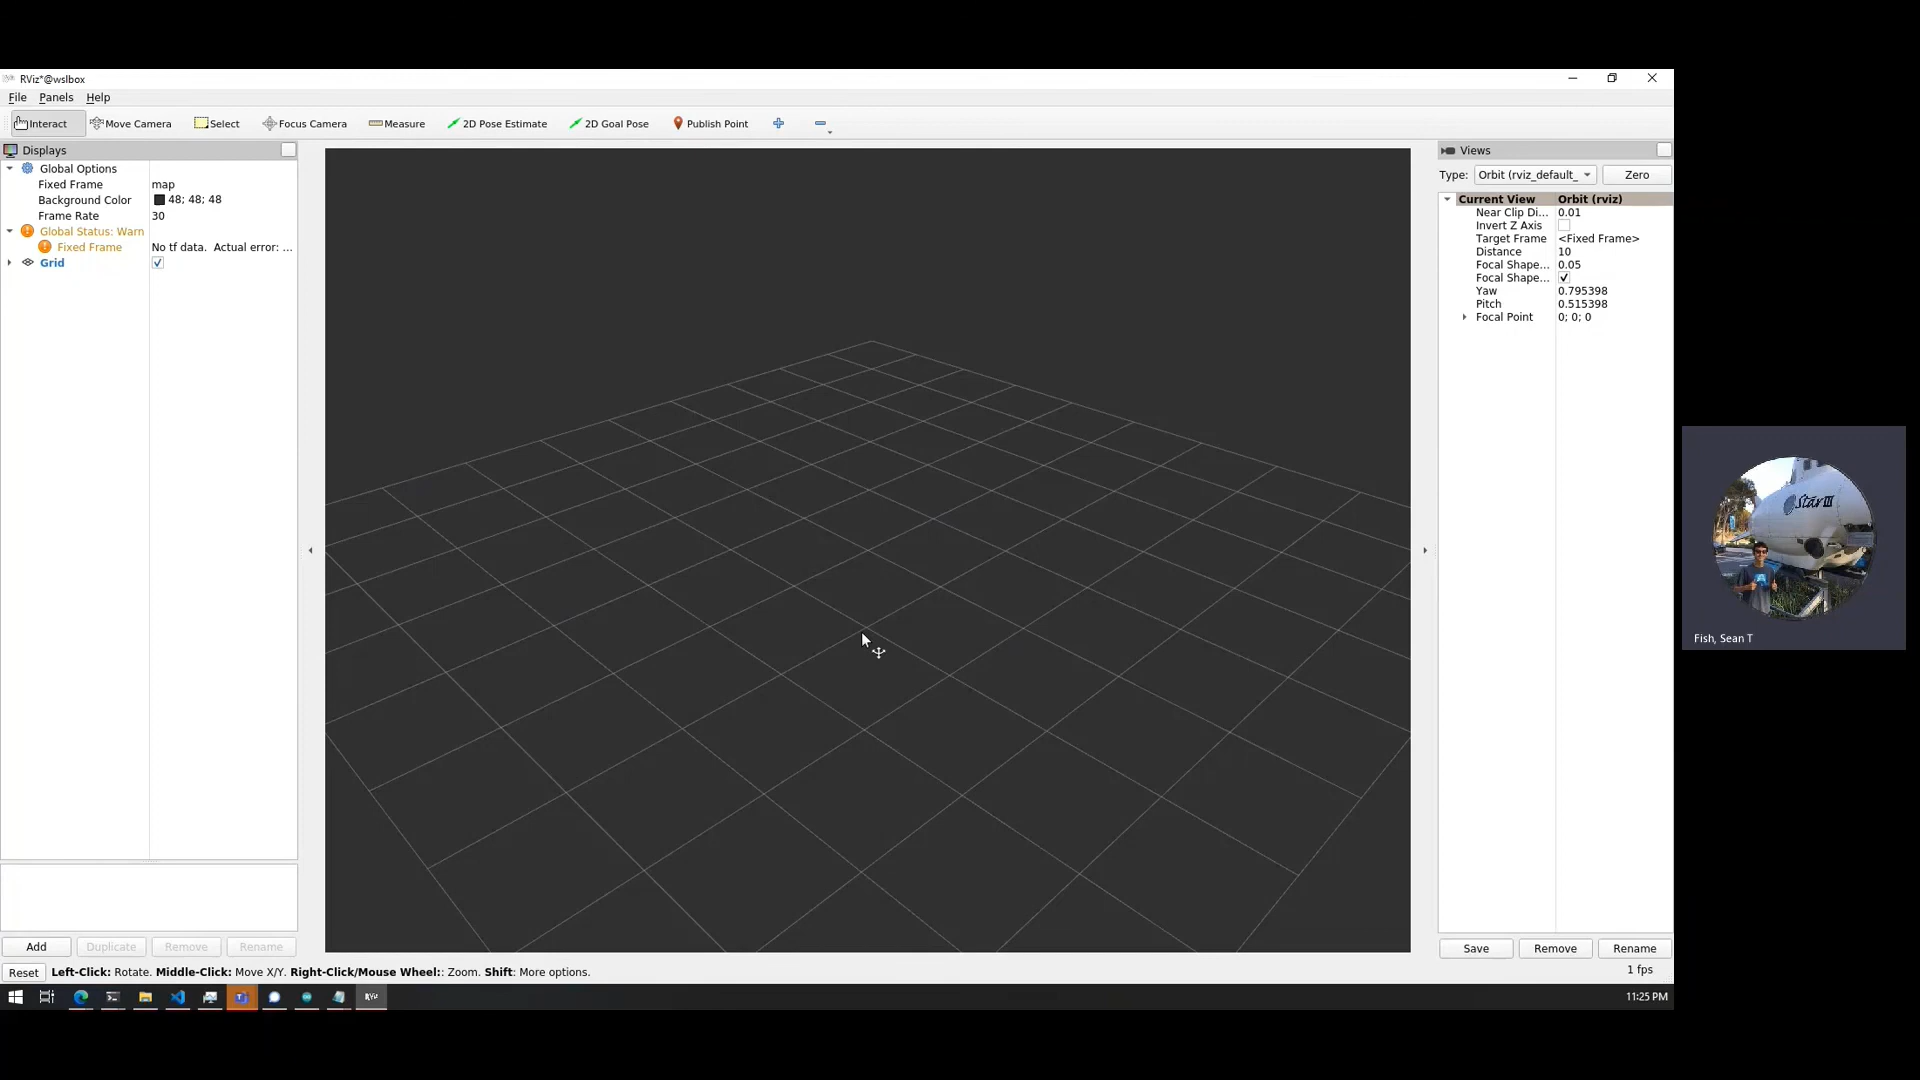 RViz*@wslbox
File Panels Help
Interact Move Camera Select Focus Camera Measure 2D Pose Estimate 2D Goal Pose Publish Point
Displays
Global Options
Fixed Frame map
Background Color 48; 48; 48
Frame Rate 30
Global Status: Warn
Fixed Frame No tf data. Actual error: ...
Grid
Add Duplicate Remove Rename
Reset Left-Click: Rotate. Middle-Click: Move X/Y. Right-Click/Mouse Wheel:: Zoom. Shift: More options.
Views
Type: Orbit (rviz_default_ Zero
Current View Orbit (rviz)
Near Clip Di... 0.01
Invert Z Axis
Target Frame <Fixed Frame>
Distance 10
Focal Shape... 0.05
Focal Shape...
Yaw 0.795398
Pitch 0.515398
Focal Point 0; 0; 0
Save Remove Rename
1 fps
RViz
11:25 PM
Star III
Fish, Sean T